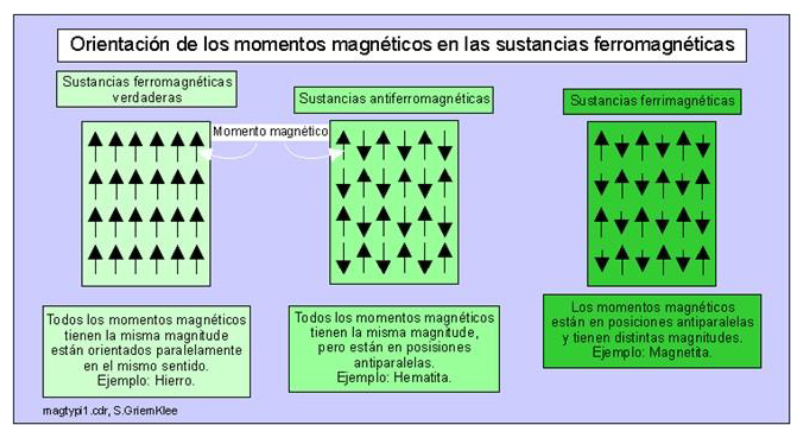 Orientación de los momentos magnéticos en las sustancias ferromagnéticas
Sustancias ferromagnéticas
verdaderas
Sustancias antiferromagnéticas
Sustancias ferrimagnéticas
Momento magnético
Todos los momentos magnéticos
tienen la misma magnitude
están orientados paralelamente
en el mismo sentido.
Ejemplo: Hierro.
Todos los momentos magnéticos
tienen la misma magnitude,
pero están en posisiones
antiparalelas.
Ejemplo: Hematita.
Los momentos magnéticos
están en posiciones antiparalelas
y tienen distintas magnitudes.
Ejemplo: Magnetita.
magtypi1.cdr, S.GriemKlee